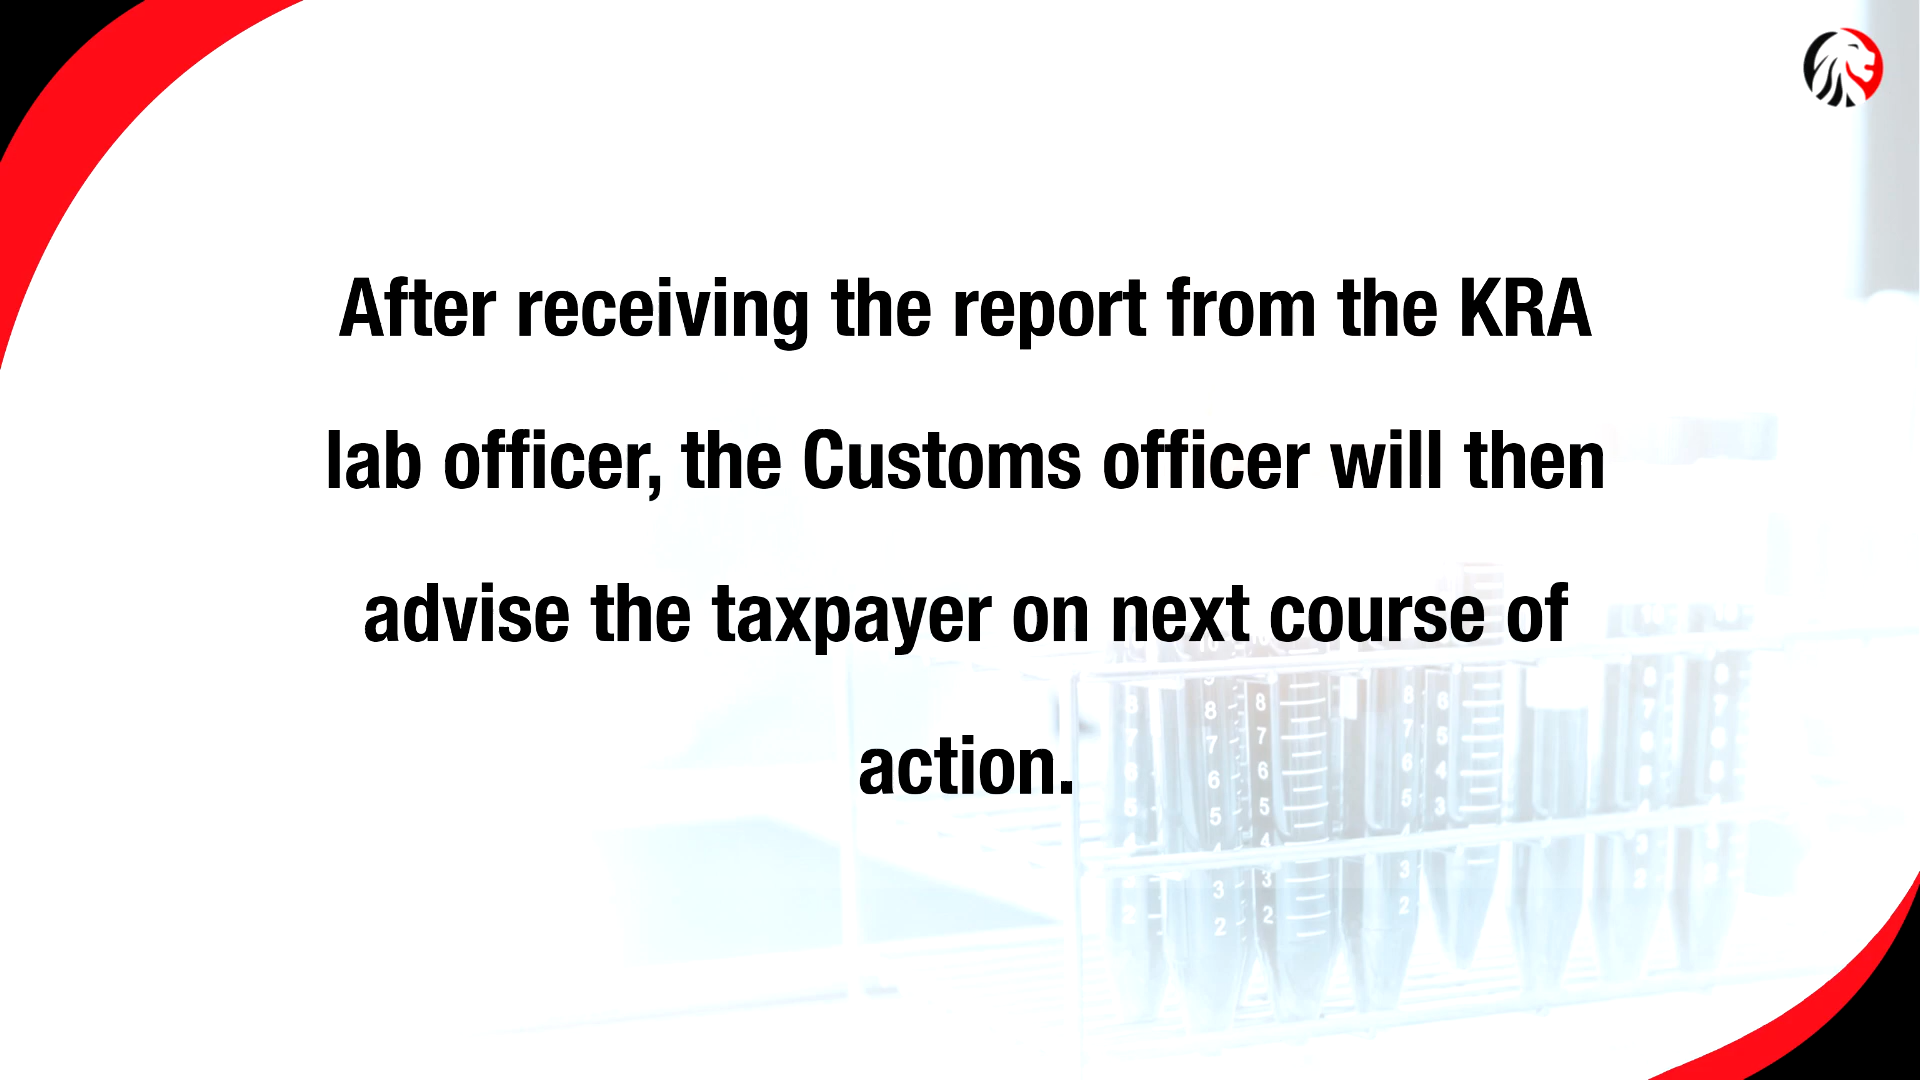 After receiving the report from the KRA
lab officer, the Customs officer will then
advise the taxpayer on next course of
action.